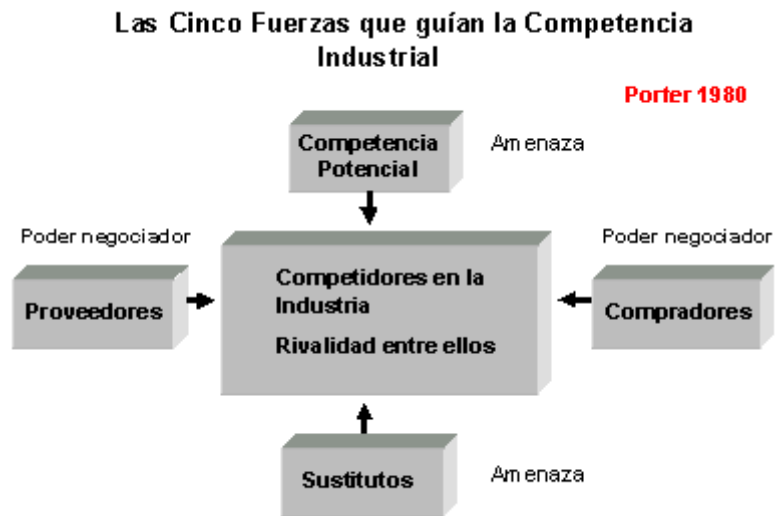 Las Cinco Fuerzas que guían la Competencia
Industrial
Porter 1980
Competencia
Potencial
Amenaza
Poder negociador
Poder negociador
Proveedores
Competidores en la
Industria
Rivalidad entre ellos
Compradores
Sustitutos
Amenaza